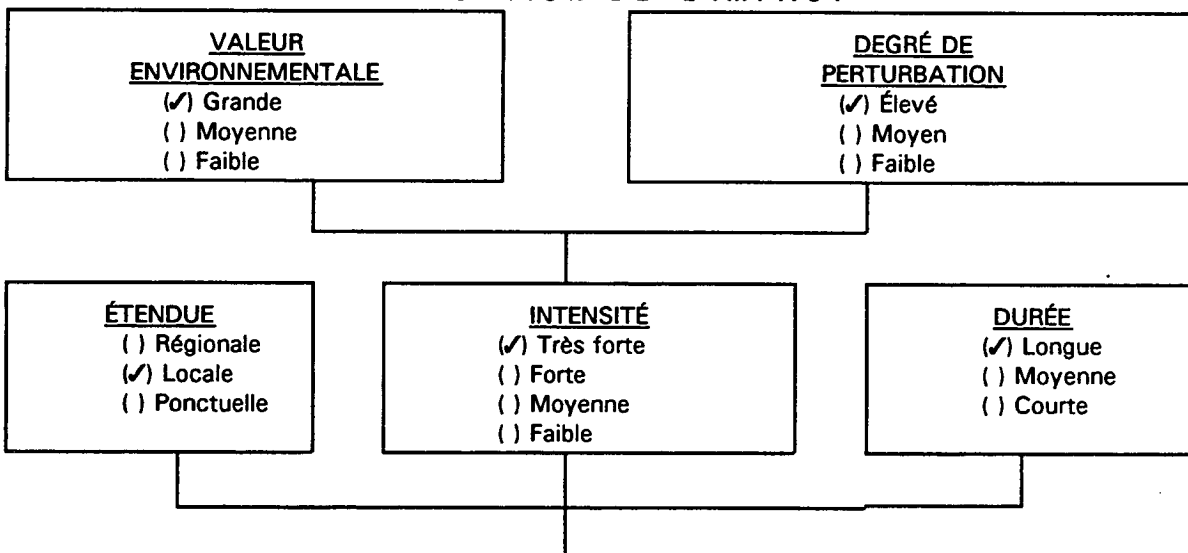 VALEUR
ENVIRONNEMENTALE
(✓) Grande
( ) Moyenne
( ) Faible
DEGRÉ DE
PERTURBATION
(✓) Élevé
( ) Moyen
( ) Faible
ÉTENDUE
( ) Régionale
(✓) Locale
( ) Ponctuelle
INTENSITÉ
(✓) Très forte
( ) Forte
( ) Moyenne
( ) Faible
DURÉE
(✓) Longue
( ) Moyenne
( ) Courte